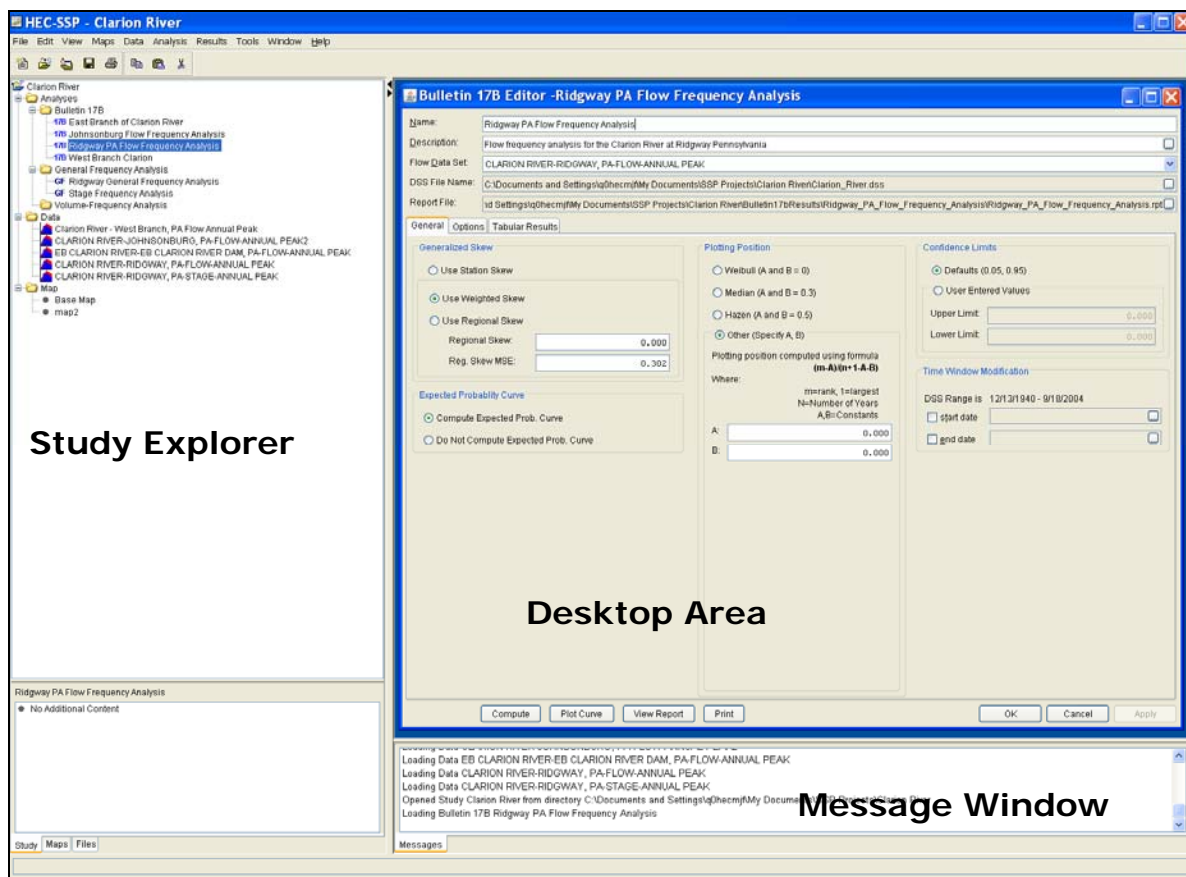 HEC-SSP - Clarion River
File Edit View Maps Data Analysis Results Tools Window Help
Clarion River
Analyses
Bulletin 17B
17B East Branch of Clarion River
17B Johnsonburg Flow Frequency Analysis
17B Ridgway PA Flow Frequency Analysis
17B West Branch Clarion
General Frequency Analysis
GF Ridgway General Frequency Analysis
GF Stage Frequency Analysis
Volume-Frequency Analysis
Data
Clarion River - West Branch, PA Flow Annual Peak
CLARION RIVER-JOHNSONBURG, PA-FLOW-ANNUAL PEAK2
EB CLARION RIVER-EB CLARION RIVER DAM, PA-FLOW-ANNUAL PEAK
CLARION RIVER-RIDGWAY, PA-FLOW-ANNUAL PEAK
CLARION RIVER-RIDGWAY, PA-STAGE-ANNUAL PEAK
Map
Base Map
map2
Study Explorer
Ridgway PA Flow Frequency Analysis
No Additional Content
Study Maps Files
Bulletin 17B Editor -Ridgway PA Flow Frequency Analysis
Name: Ridgway PA Flow Frequency Analysis
Description: Flow frequency analysis for the Clarion River at Ridgway Pennsylvania
Flow Data Set: CLARION RIVER-RIDGWAY, PA-FLOW-ANNUAL PEAK
DSS File Name: C:\Documents and Settings\q0hecmjf\My Documents\SSP Projects\Clarion River\Clarion_River.dss
Report File: nd Settings\q0hecmjf\My Documents\SSP Projects\Clarion River\Bulletin17bResults\Ridgway_PA_Flow_Frequency_Analysis\Ridgway_PA_Flow_Frequency_Analysis.rpt
General Options Tabular Results
Generalized Skew
Use Station Skew
Use Weighted Skew
Use Regional Skew
Regional Skew: 0.000
Reg. Skew MSE: 0.302
Expected Probablity Curve
Compute Expected Prob. Curve
Do Not Compute Expected Prob. Curve
Plotting Position
Weibull (A and B = 0)
Median (A and B = 0.3)
Hazen (A and B = 0.5)
Other (Specify A, B)
Plotting position computed using formula
(m-A)/(n+1-A-B)
Where:
m=rank, 1=largest
N=Number of Years
A,B=Constants
A: 0.000
B: 0.000
Confidence Limits
Defaults (0.05, 0.95)
User Entered Values
Upper Limit: 0.000
Lower Limit: 0.000
Time Window Modification
DSS Range is 12/13/1940 - 9/18/2004
start date
end date
Desktop Area
Compute Plot Curve View Report Print OK Cancel Apply
Loading Data EB CLARION RIVER-EB CLARION RIVER DAM, PA-FLOW-ANNUAL PEAK
Loading Data CLARION RIVER-RIDGWAY, PA-FLOW-ANNUAL PEAK
Loading Data CLARION RIVER-RIDGWAY, PA-STAGE-ANNUAL PEAK
Opened Study Clarion River from directory C:\Documents and Settings\q0hecmjf\My Documents\SSP Projects\Clarion River
Loading Bulletin 17B Ridgway PA Flow Frequency Analysis
Message Window
Messages